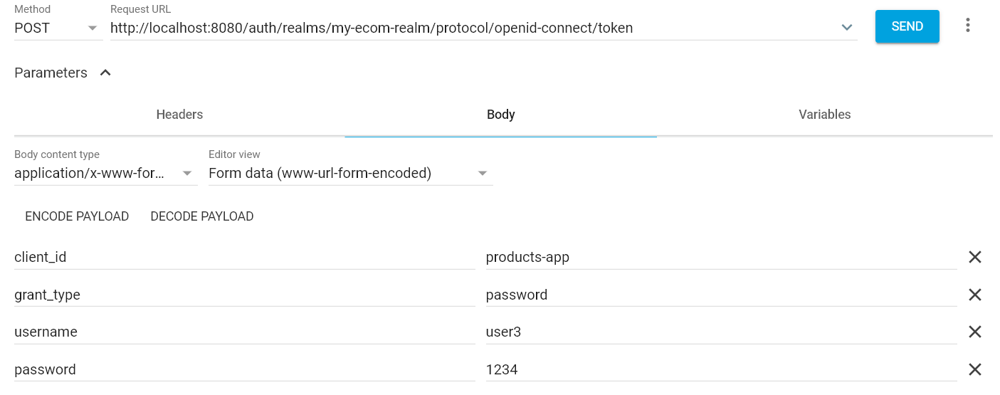 Method Request URL
POST http://localhost:8080/auth/realms/my-ecom-realm/protocol/openid-connect/token SEND
Parameters
Headers Body Variables
Body content type Editor view
application/x-www-for... Form data (www-url-form-encoded)
ENCODE PAYLOAD DECODE PAYLOAD
client_id products-app
grant_type password
username user3
password 1234